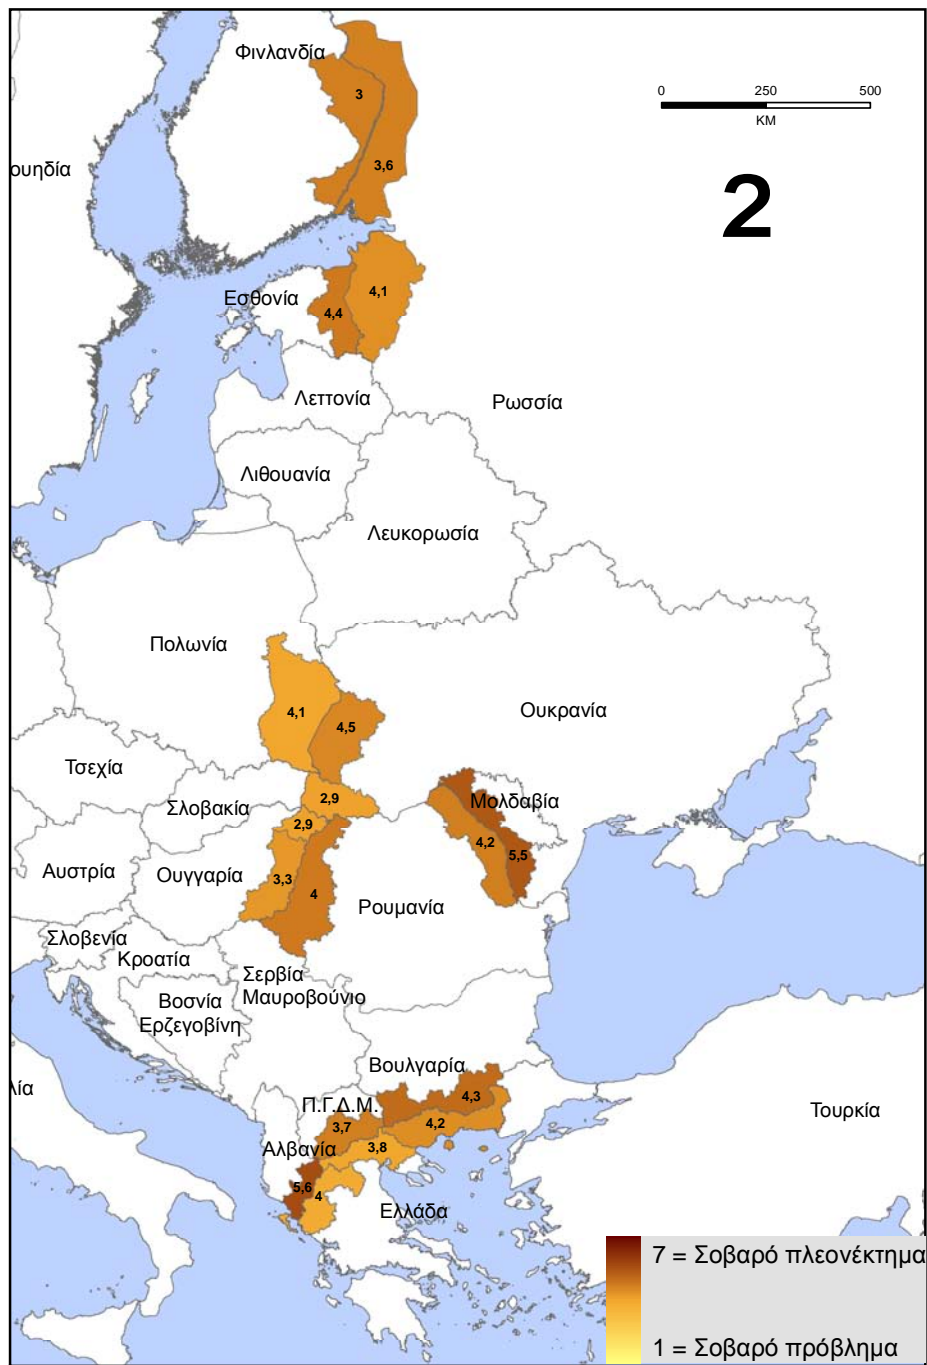 Φινλανδία
0 250 500
KM
3
2
ουηδία
3,6
Εσθονία
4,1
4,4
Λεττονία
Ρωσσία
Λιθουανία
Λευκορωσία
Πολωνία
4,1
4,5
Ουκρανία
Τσεχία
Σλοβακία
2,9
Μολδαβία
2,9
4,2
5,5
Αυστρία
Ουγγαρία
3,3
4
Ρουμανία
Σλοβενία
Κροατία
Σερβία
Μαυροβούνιο
Βοσνία
Ερζεγοβίνη
Βουλγαρία
λία
Π.Γ.Δ.Μ.
4,3
Τουρκία
3,7
4,2
Αλβανία
3,8
5,6
4
Ελλάδα
7 = Σοβαρό πλεονέκτημα
1 = Σοβαρό πρόβλημα